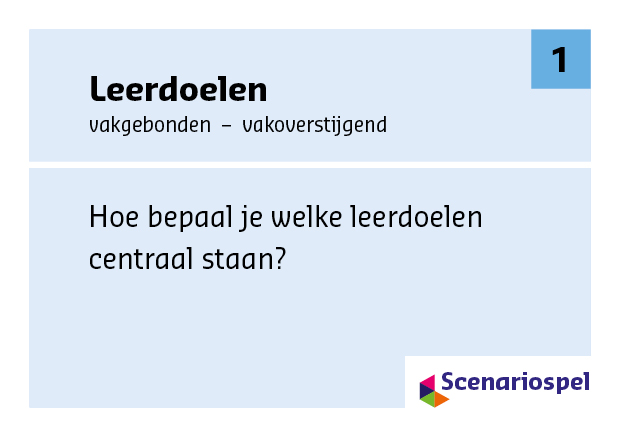 1
Leerdoelen
vakgebonden – vakoverstijgend
Hoe bepaal je welke leerdoelen
centraal staan?
Scenariospel